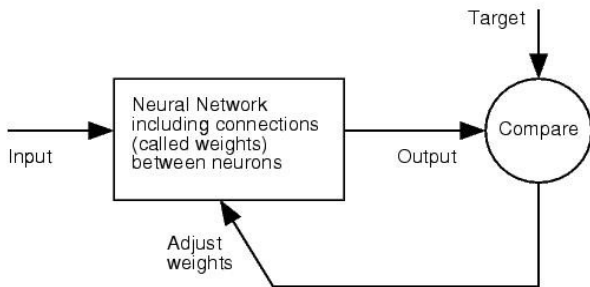 Target
Neural Network
including connections
(called weights)
between neurons
Compare
Input
Output
Adjust
weights